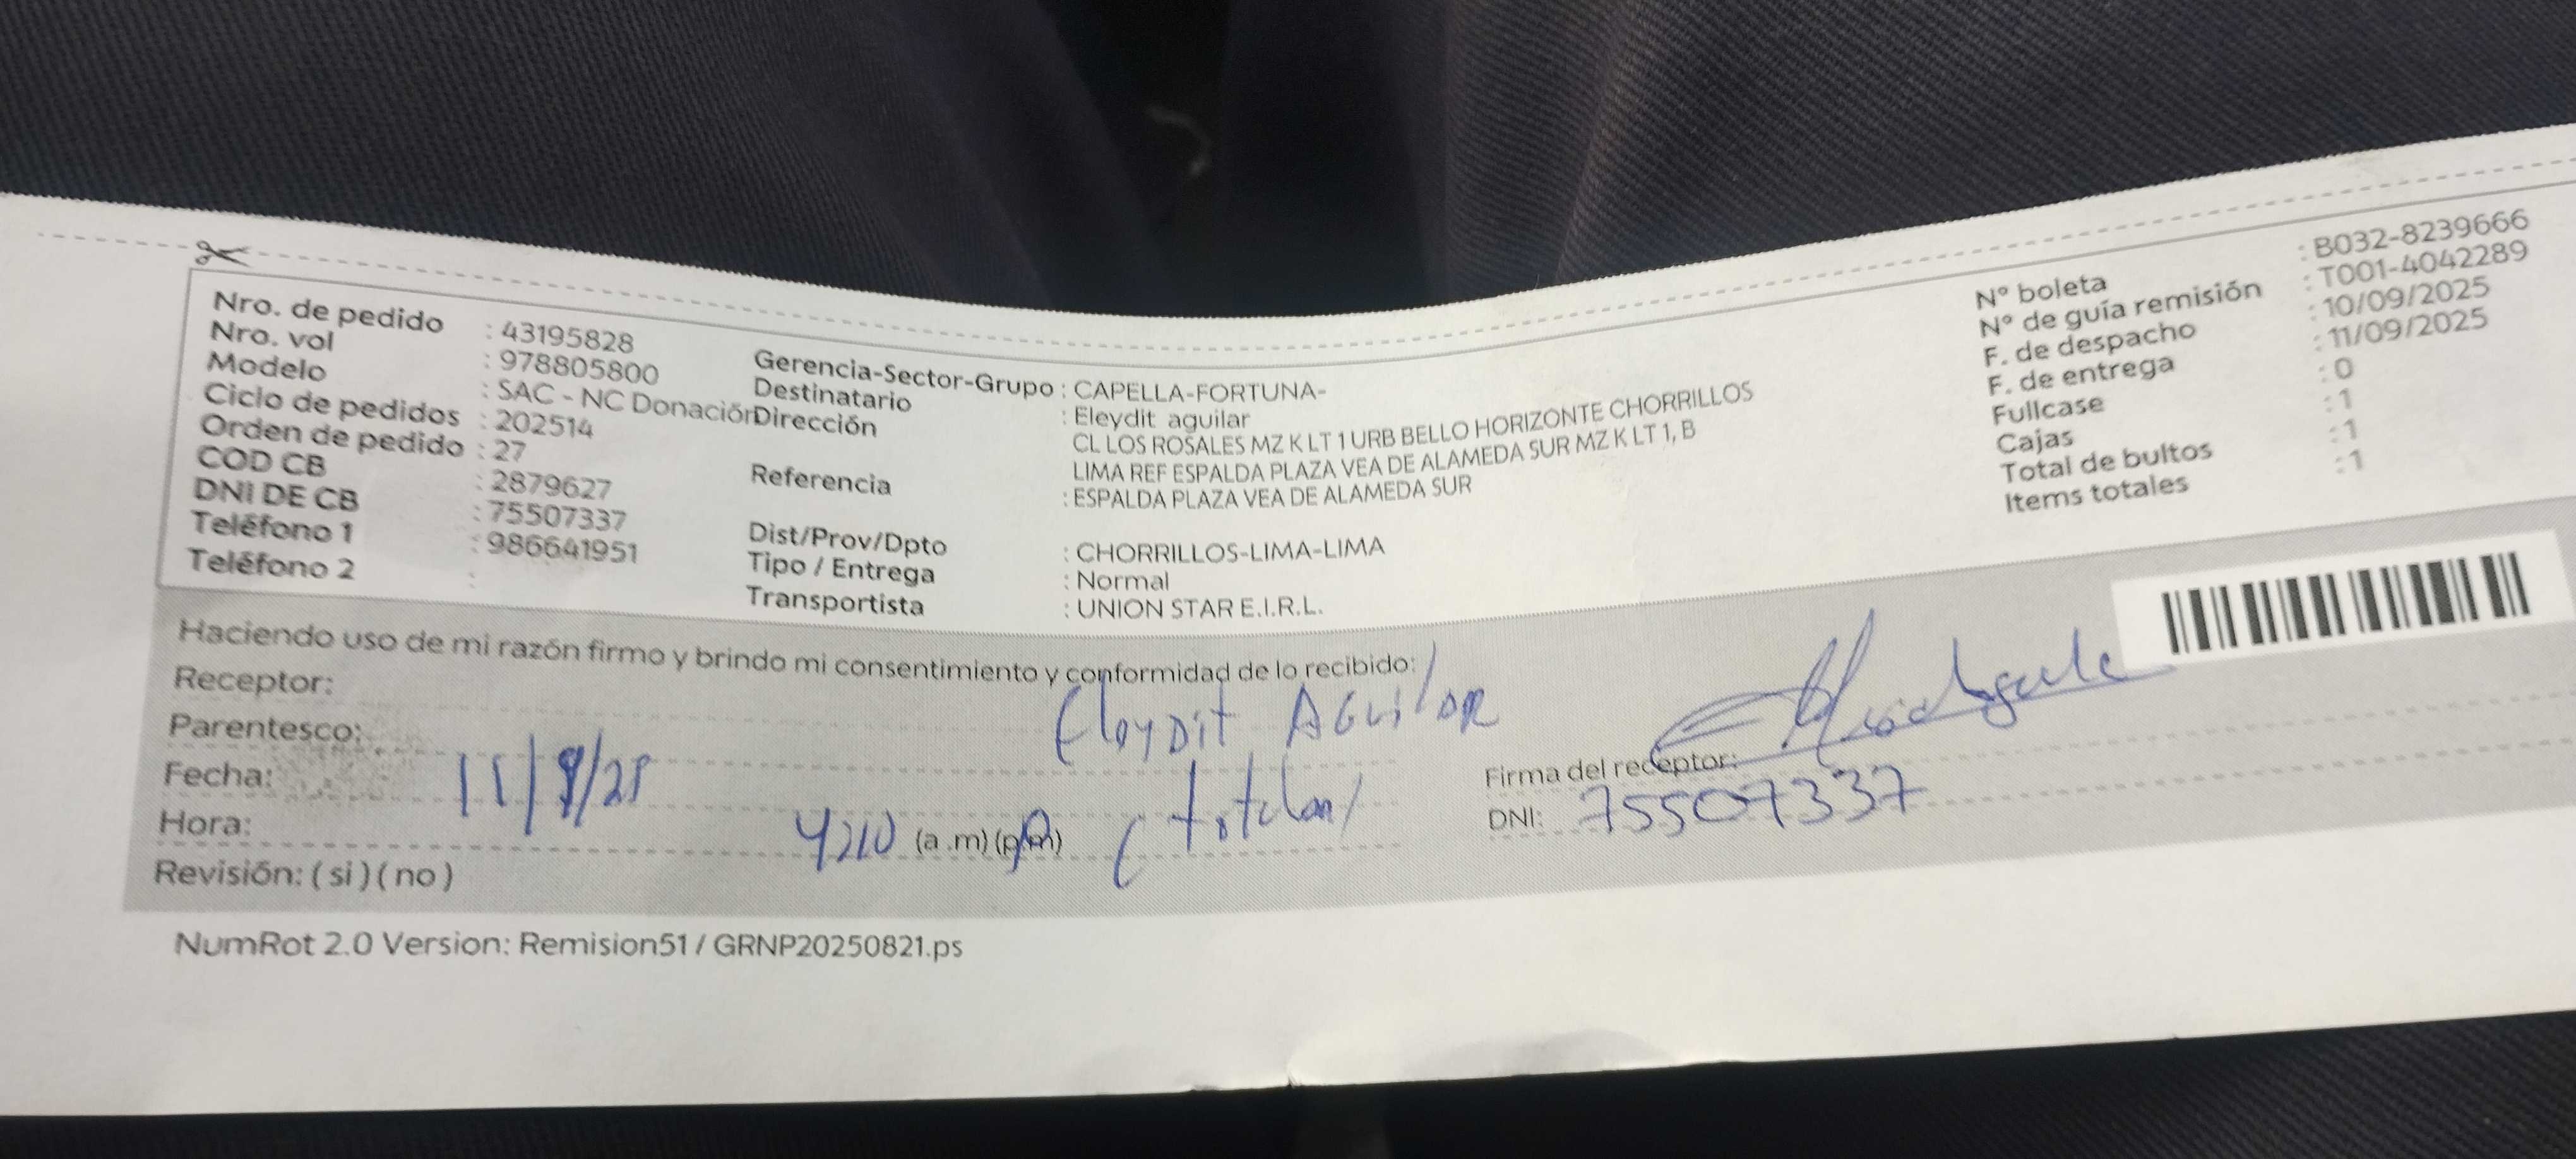 Nro. de pedido : 43195828
Nro. vol : 978805800
Modelo : SAC - NC Donación
Ciclo de pedidos : 202514
Orden de pedido : 27
COD CB : 2879627
DNI DE CB : 75507337
Teléfono 1 : 986641951
Teléfono 2 :
Gerencia-Sector-Grupo : CAPELLA-FORTUNA-
Destinatario : Eleydit aguilar
Dirección CL LOS ROSALES MZ K LT 1 URB BELLO HORIZONTE CHORRILLOS
LIMA REF ESPALDA PLAZA VEA DE ALAMEDA SUR MZ K LT 1, B
Referencia : ESPALDA PLAZA VEA DE ALAMEDA SUR
Dist/Prov/Dpto : CHORRILLOS-LIMA-LIMA
Tipo / Entrega : Normal
Transportista : UNION STAR E.I.R.L.
N° boleta : B032-8239666
N° de guía remisión : T001-4042289
F. de despacho : 10/09/2025
F. de entrega : 11/09/2025
Fullcase : 0
Cajas : 1
Total de bultos : 1
Items totales : 1
Haciendo uso de mi razón firmo y brindo mi consentimiento y conformidad de lo recibido:
Receptor: Eleydit Aguilar
Parentesco:
Fecha: 11/9/25
Hora: (a .m) (p.m)
Revisión: ( si ) ( no )
Firma del receptor:
DNI: 75507337
NumRot 2.0 Version: Remision51 / GRNP20250821.ps